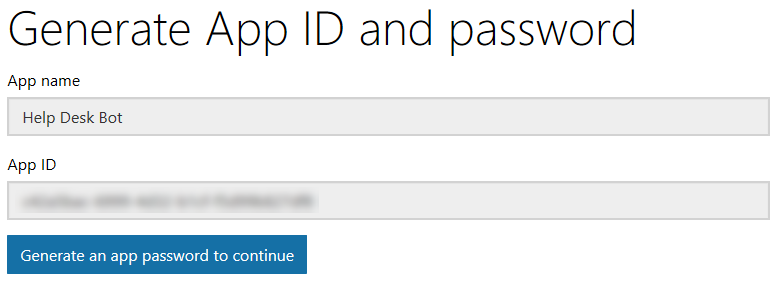 Generate App ID and password
App name
Help Desk Bot
App ID
Generate an app password to continue